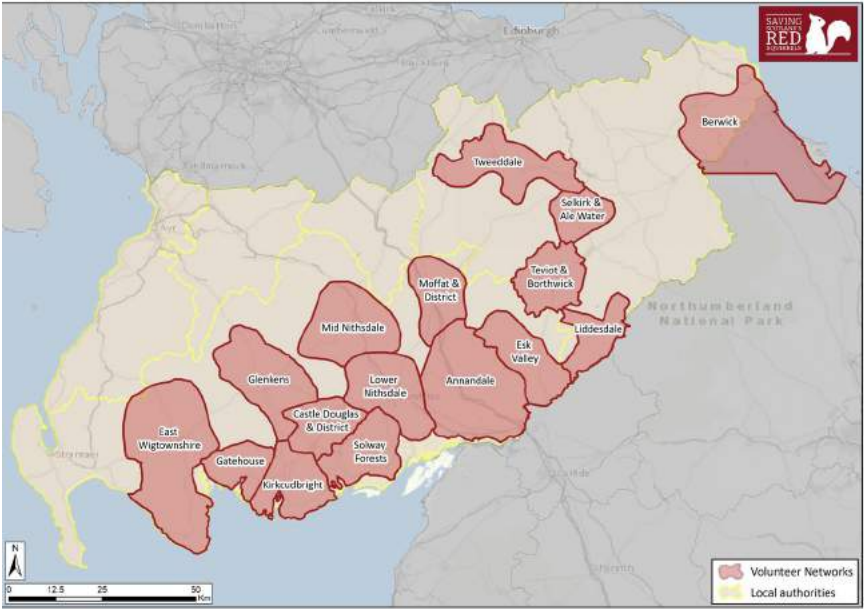 SAVING
SCOTLAND'S
RED
SQUIRRELS
Edinburgh
Berwick
Tweeddale
Selkirk &
Ale Water
Teviot &
Borthwick
Moffat &
District
Northumberland
National Park
Mid Nithsdale
Liddesdale
Esk
Valley
Glenkens
Lower
Nithsdale
Annandale
Castle Douglas
& District
East
Wigtownshire
Solway
Forests
Gatehouse
Kirkcudbright
Ayr
Stranraer
N
0 12.5 25 50
Km
Volunteer Networks
Local authorities